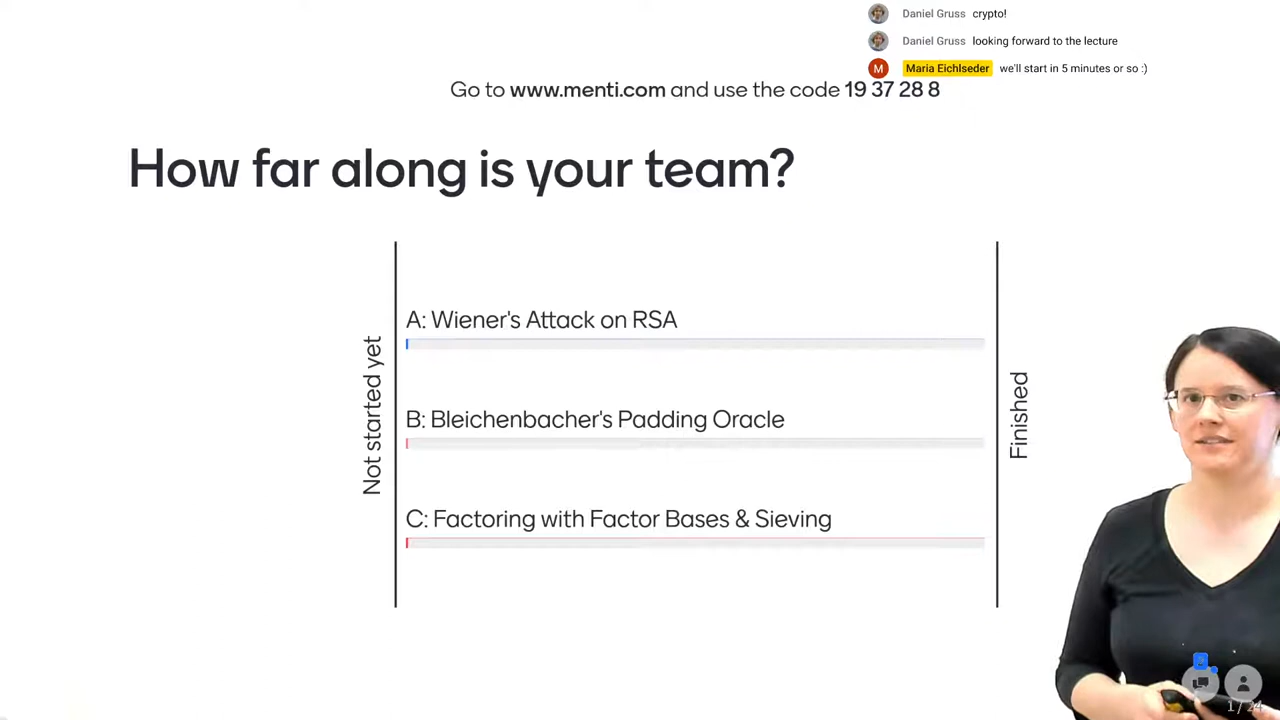 Daniel Gruss crypto!
Daniel Gruss looking forward to the lecture
M Maria Eichlseder we'll start in 5 minutes or so :)
Go to www.menti.com and use the code 19 37 28 8
How far along is your team?
Not started yet
A: Wiener's Attack on RSA
B: Bleichenbacher's Padding Oracle
C: Factoring with Factor Bases & Sieving
Finished
1 / 24